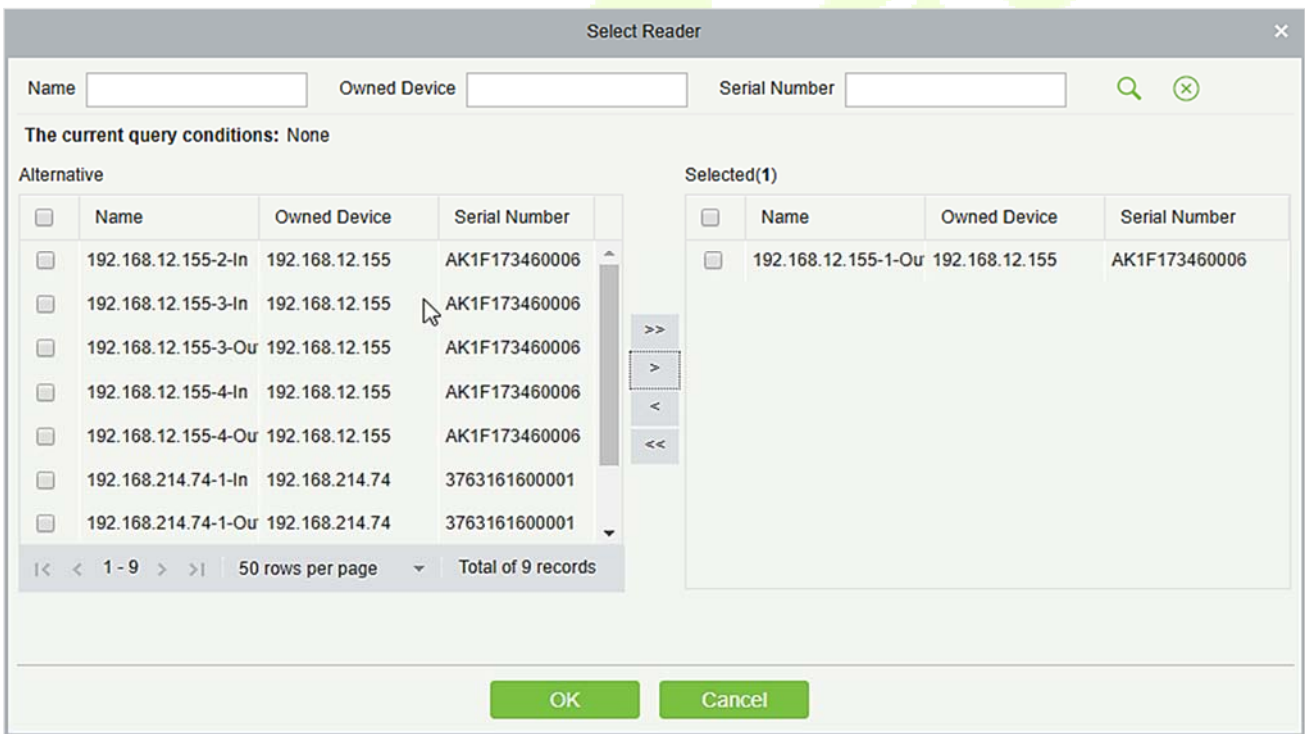 Select Reader ×
Name Owned Device Serial Number
The current query conditions: None
Alternative Selected(1)
Name Owned Device Serial Number Name Owned Device Serial Number
192.168.12.155-2-In 192.168.12.155 AK1F173460006 192.168.12.155-1-Ou 192.168.12.155 AK1F173460006
192.168.12.155-3-In 192.168.12.155 AK1F173460006
>>
192.168.12.155-3-Ou 192.168.12.155 AK1F173460006
>
192.168.12.155-4-In 192.168.12.155 AK1F173460006
<
192.168.12.155-4-Ou 192.168.12.155 AK1F173460006
<<
192.168.214.74-1-In 192.168.214.74 3763161600001
192.168.214.74-1-Ou 192.168.214.74 3763161600001
|< < 1 - 9 > >| 50 rows per page Total of 9 records
OK Cancel